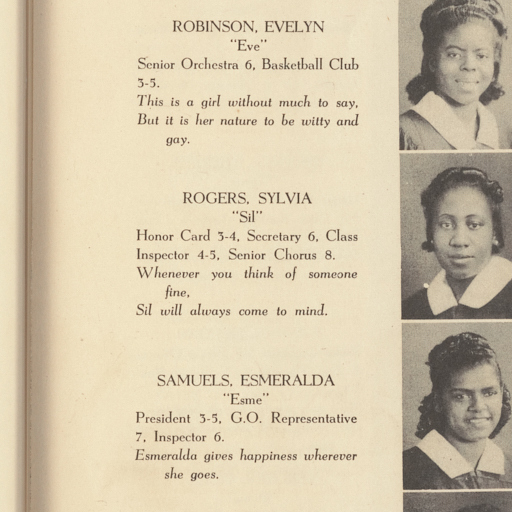 ROBINSON, EVELYN
"Eve"
Senior Orchestra 6, Basketball Club
3-5.
This is a girl without much to say,
But it is her nature to be witty and
gay.
ROGERS, SYLVIA
"Sil"
Honor Card 3-4, Secretary 6, Class
Inspector 4-5, Senior Chorus 8.
Whenever you think of someone
fine,
Sil will always come to mind.
SAMUELS, ESMERALDA
"Esme"
President 3-5, G.O. Representative
7, Inspector 6.
Esmeralda gives happiness wherever
she goes.